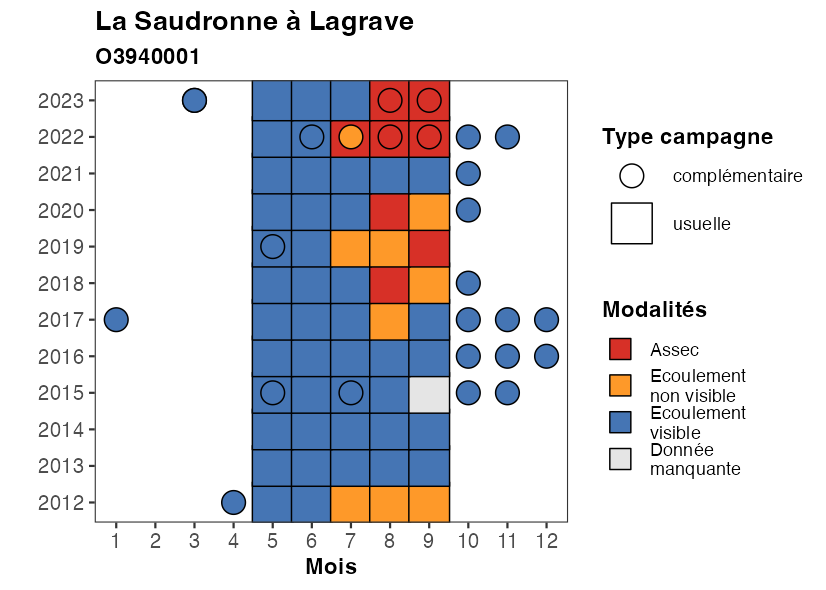 La Saudronne à Lagrave
O3940001
2023
2022
2021
2020
2019
2018
2017
2016
2015
2014
2013
2012
1 2 3 4 5 6 7 8 9 10 11 12
Mois
Type campagne
complémentaire
usuelle
Modalités
Assec
Ecoulement
non visible
Ecoulement
visible
Donnée
manquante